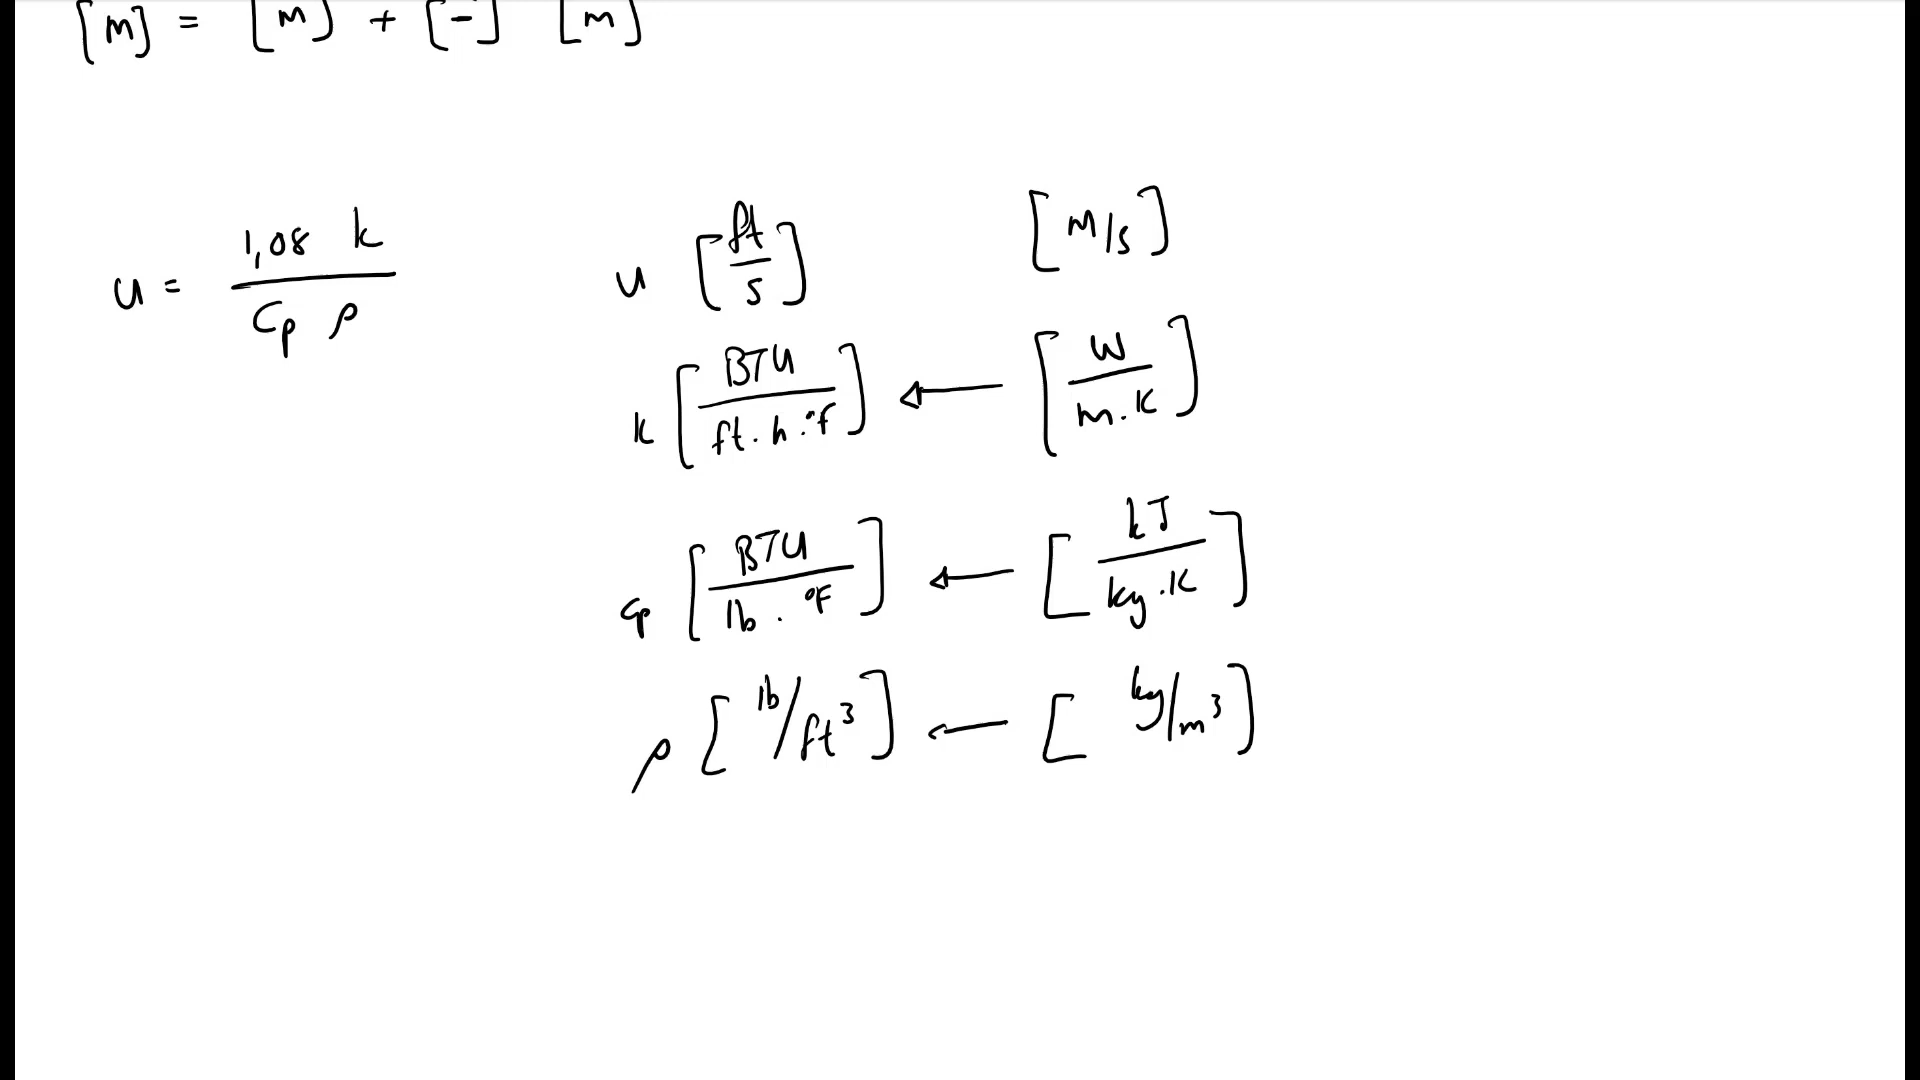 [m] = [m] + [-] [m]
u = 1,08 k / Cp ρ
u [ft/s] [m/s]
k [BTU / ft.h.°F] ← [W / m.K]
Cp [BTU / lb.°F] ← [kJ / kg.K]
ρ [lb/ft³] ← [kg/m³]